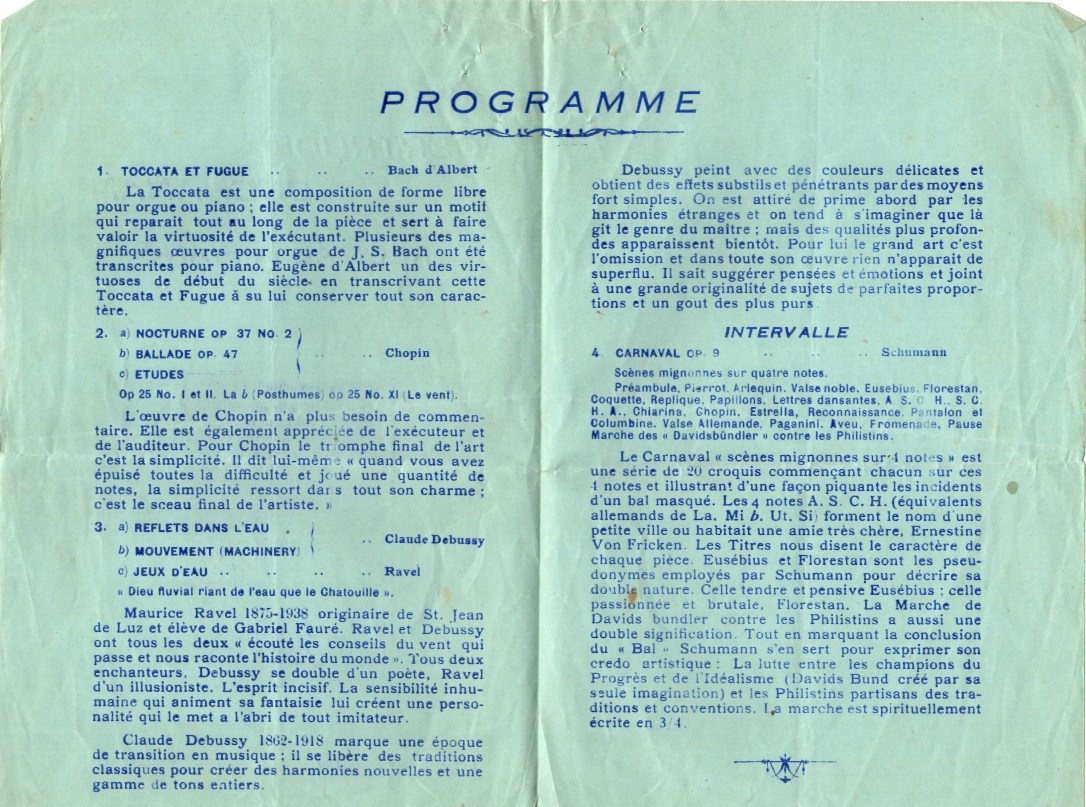 PROGRAMME
1. TOCCATA ET FUGUE .. .. .. Bach d'Albert
La Toccata est une composition de forme libre
pour orgue ou piano ; elle est construite sur un motif
qui reparait tout au long de la pièce et sert à faire
valoir la virtuosité de l'exécutant. Plusieurs des ma-
gnifiques œuvres pour orgue de J. S. Bach ont été
transcrites pour piano. Eugène d'Albert un des vir-
tuoses de début du siècle en transcrivant cette
Toccata et Fugue à su lui conserver tout son carac-
tère.
2. a) NOCTURNE OP 37 NO. 2
b) BALLADE OP. 47 .. .. Chopin
c) ETUDES
Op 25 No. I et II. La b (Posthumes) op 25 No. XI (Le vent).
L'œuvre de Chopin n'a plus besoin de commen-
taire. Elle est également appréciée de l'exécuteur et
de l'auditeur. Pour Chopin le triomphe final de l'art
c'est la simplicité. Il dit lui-même « quand vous avez
épuisé toutes la difficulté et joué une quantité de
notes, la simplicité ressort dans tout son charme ;
c'est le sceau final de l'artiste. »
3. a) REFLETS DANS L'EAU
.. Claude Debussy
b) MOUVEMENT (MACHINERY)
c) JEUX D'EAU .. .. .. .. Ravel
« Dieu fluvial riant de l'eau que le Chatouille ».
Maurice Ravel 1875-1938 originaire de St. Jean
de Luz et élève de Gabriel Fauré. Ravel et Debussy
ont tous les deux « écouté les conseils du vent qui
passe et nous raconte l'histoire du monde ». Tous deux
enchanteurs, Debussy se double d'un poète, Ravel
d'un illusioniste. L'esprit incisif. La sensibilité inhu-
maine qui animent sa fantaisie lui créent une perso-
nalité qui le met a l'abri de tout imitateur.
Claude Debussy 1862-1918 marque une époque
de transition en musique ; il se libère des traditions
classiques pour créer des harmonies nouvelles et une
gamme de tons entiers.
Debussy peint avec des couleurs délicates et
obtient des effets substils et pénétrants par des moyens
fort simples. On est attiré de prime abord par les
harmonies étranges et on tend à s'imaginer que là
git le genre du maître ; mais des qualités plus profon-
des apparaissent bientôt. Pour lui le grand art c'est
l'omission et dans toute son œuvre rien n'apparait de
superflu. Il sait suggérer pensées et émotions et joint
à une grande originalité de sujets de parfaites propor-
tions et un gout des plus purs.
INTERVALLE
4. CARNAVAL OP. 9 .. .. .. Schumann
Scènes mignonnes sur quatre notes.
Préambule, Pierrot, Arlequin. Valse noble, Eusebius, Florestan,
Coquette, Replique, Papillons, Lettres dansantes, A. S. C. H.. S. C.
H. A., Chiarina, Chopin, Estrella, Reconnaissance. Pantalon et
Columbine. Valse Allemande, Paganini, Aveu, Fromenade, Pause
Marche des « Davidsbündler » contre les Philistins.
Le Carnaval « scènes mignonnes sur 4 notes » est
une série de 20 croquis commençant chacun sur ces
4 notes et illustrant d'une façon piquante les incidents
d'un bal masqué. Les 4 notes A. S. C. H. (équivalents
allemands de La, Mi b. Ut, Si) forment le nom d'une
petite ville ou habitait une amie très chère, Ernestine
Von Fricken. Les Titres nous disent le caractère de
chaque pièce. Eusébius et Florestan sont les pseu-
donymes employés par Schumann pour décrire sa
double nature. Celle tendre et pensive Eusébius ; celle
passionnée et brutale, Florestan. La Marche de
Davids bundler contre les Philistins a aussi une
double signification. Tout en marquant la conclusion
du « Bal » Schumann s'en sert pour exprimer son
credo artistique : La lutte entre les champions du
Progrès et de l'Idéalisme (Davids Bund créé par sa
seule imagination) et les Philistins partisans des tra-
ditions et conventions. La marche est spirituellement
écrite en 3/4.